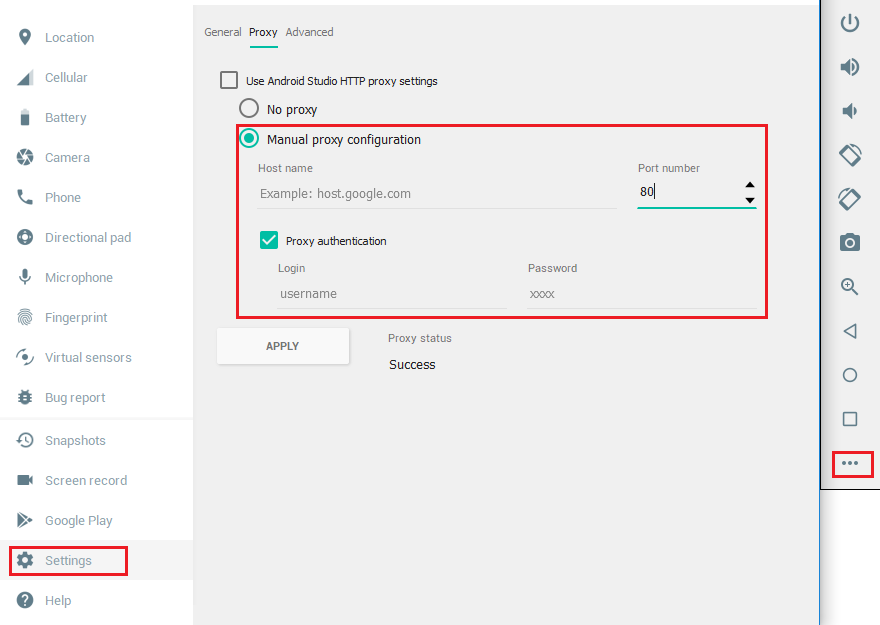 Location
Cellular
Battery
Camera
Phone
Directional pad
Microphone
Fingerprint
Virtual sensors
Bug report
Snapshots
Screen record
Google Play
Settings
Help
General Proxy Advanced
Use Android Studio HTTP proxy settings
No proxy
Manual proxy configuration
Host name Port number
Example: host.google.com 80
Proxy authentication
Login Password
username xxxx
APPLY Proxy status
Success